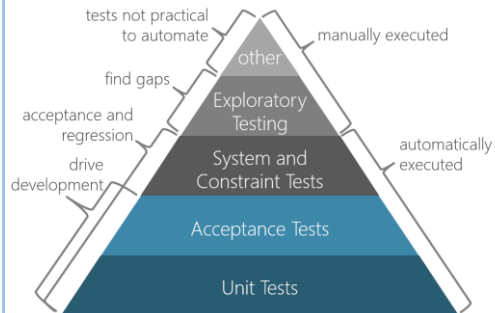 tests not practical
to automate
manually executed
other
find gaps
Exploratory
Testing
acceptance and
regression
automatically
executed
System and
Constraint Tests
drive
development
Acceptance Tests
Unit Tests